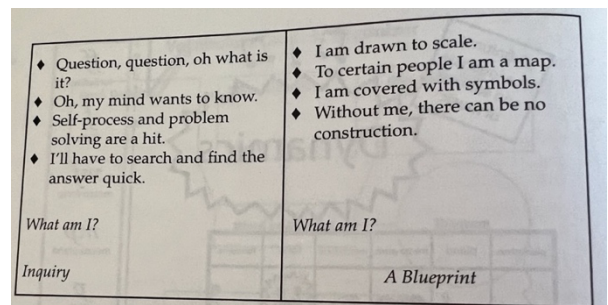 ♦ Question, question, oh what is
it?
♦ Oh, my mind wants to know.
♦ Self-process and problem
solving are a hit.
♦ I'll have to search and find the
answer quick.
What am I?
Inquiry
♦ I am drawn to scale.
♦ To certain people I am a map.
♦ I am covered with symbols.
♦ Without me, there can be no
construction.
What am I?
A Blueprint